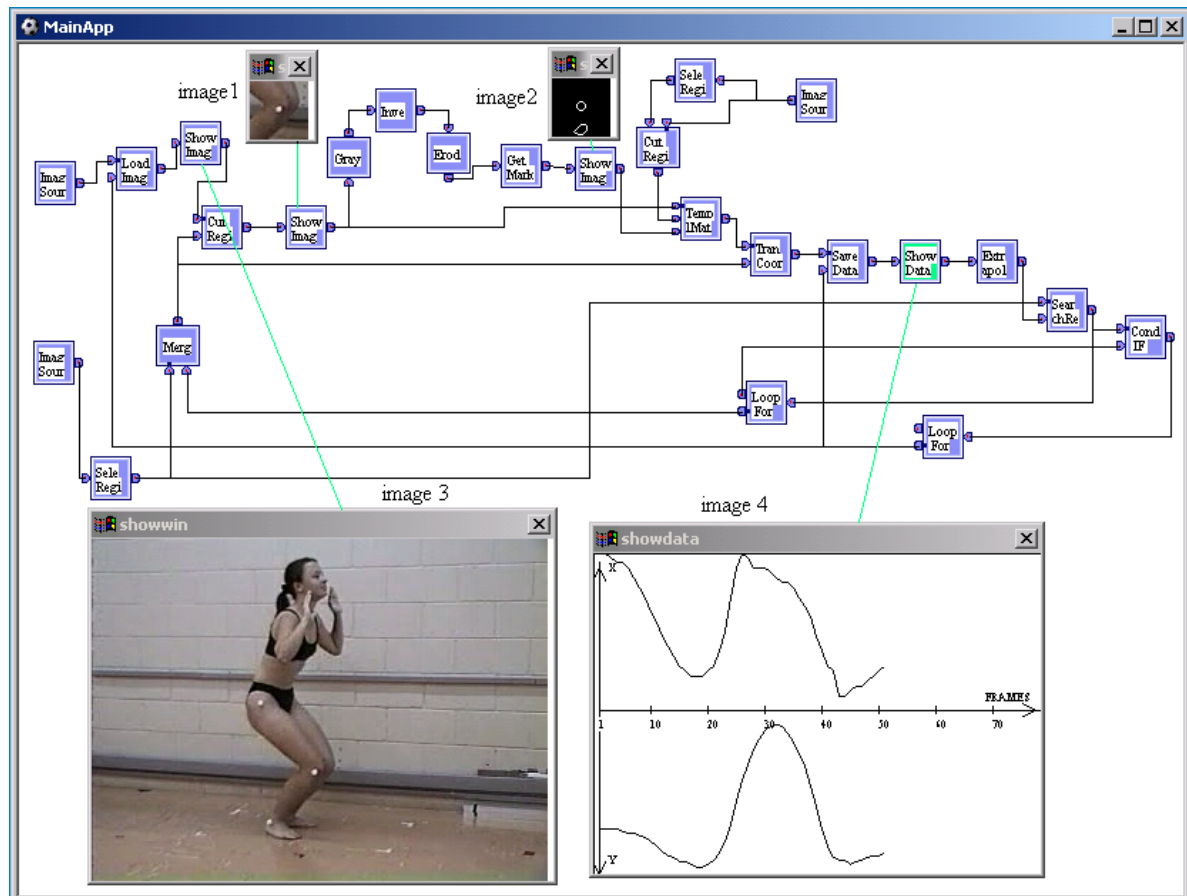 MainApp
image1
image2
Sele
Regi
Imag
Sour
Inve
Show
Imag
Cut
Regi
Gray
Erod
Load
Imag
Get
Mark
Show
Imag
Imag
Sour
Cut
Regi
Show
Imag
Temp
lMat
Tran
Coor
Save
Data
Show
Data
Extr
apol
Sear
chRe
Cond
IF
Merg
Imag
Sour
Loop
For
Loop
For
Sele
Regi
image 3
image 4
showwin
showdata
X
FRAMES
1 10 20 30 40 50 60 70
Y